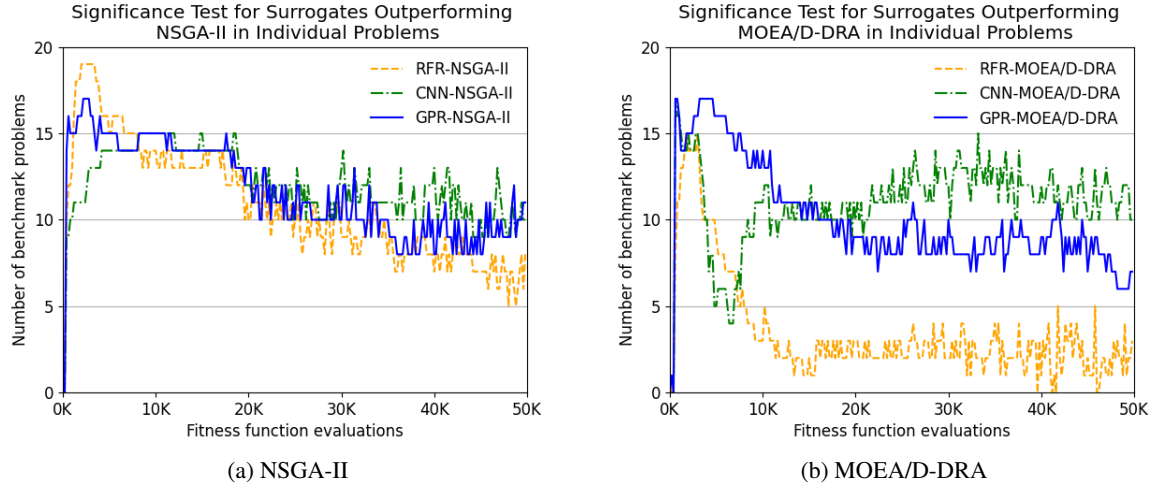 Significance Test for Surrogates Outperforming
NSGA-II in Individual Problems
20
15
10
5
0
Number of benchmark problems
RFR-NSGA-II
CNN-NSGA-II
GPR-NSGA-II
0K 10K 20K 30K 40K 50K
Fitness function evaluations
(a) NSGA-II
Significance Test for Surrogates Outperforming
MOEA/D-DRA in Individual Problems
20
15
10
5
0
Number of benchmark problems
RFR-MOEA/D-DRA
CNN-MOEA/D-DRA
GPR-MOEA/D-DRA
0K 10K 20K 30K 40K 50K
Fitness function evaluations
(b) MOEA/D-DRA